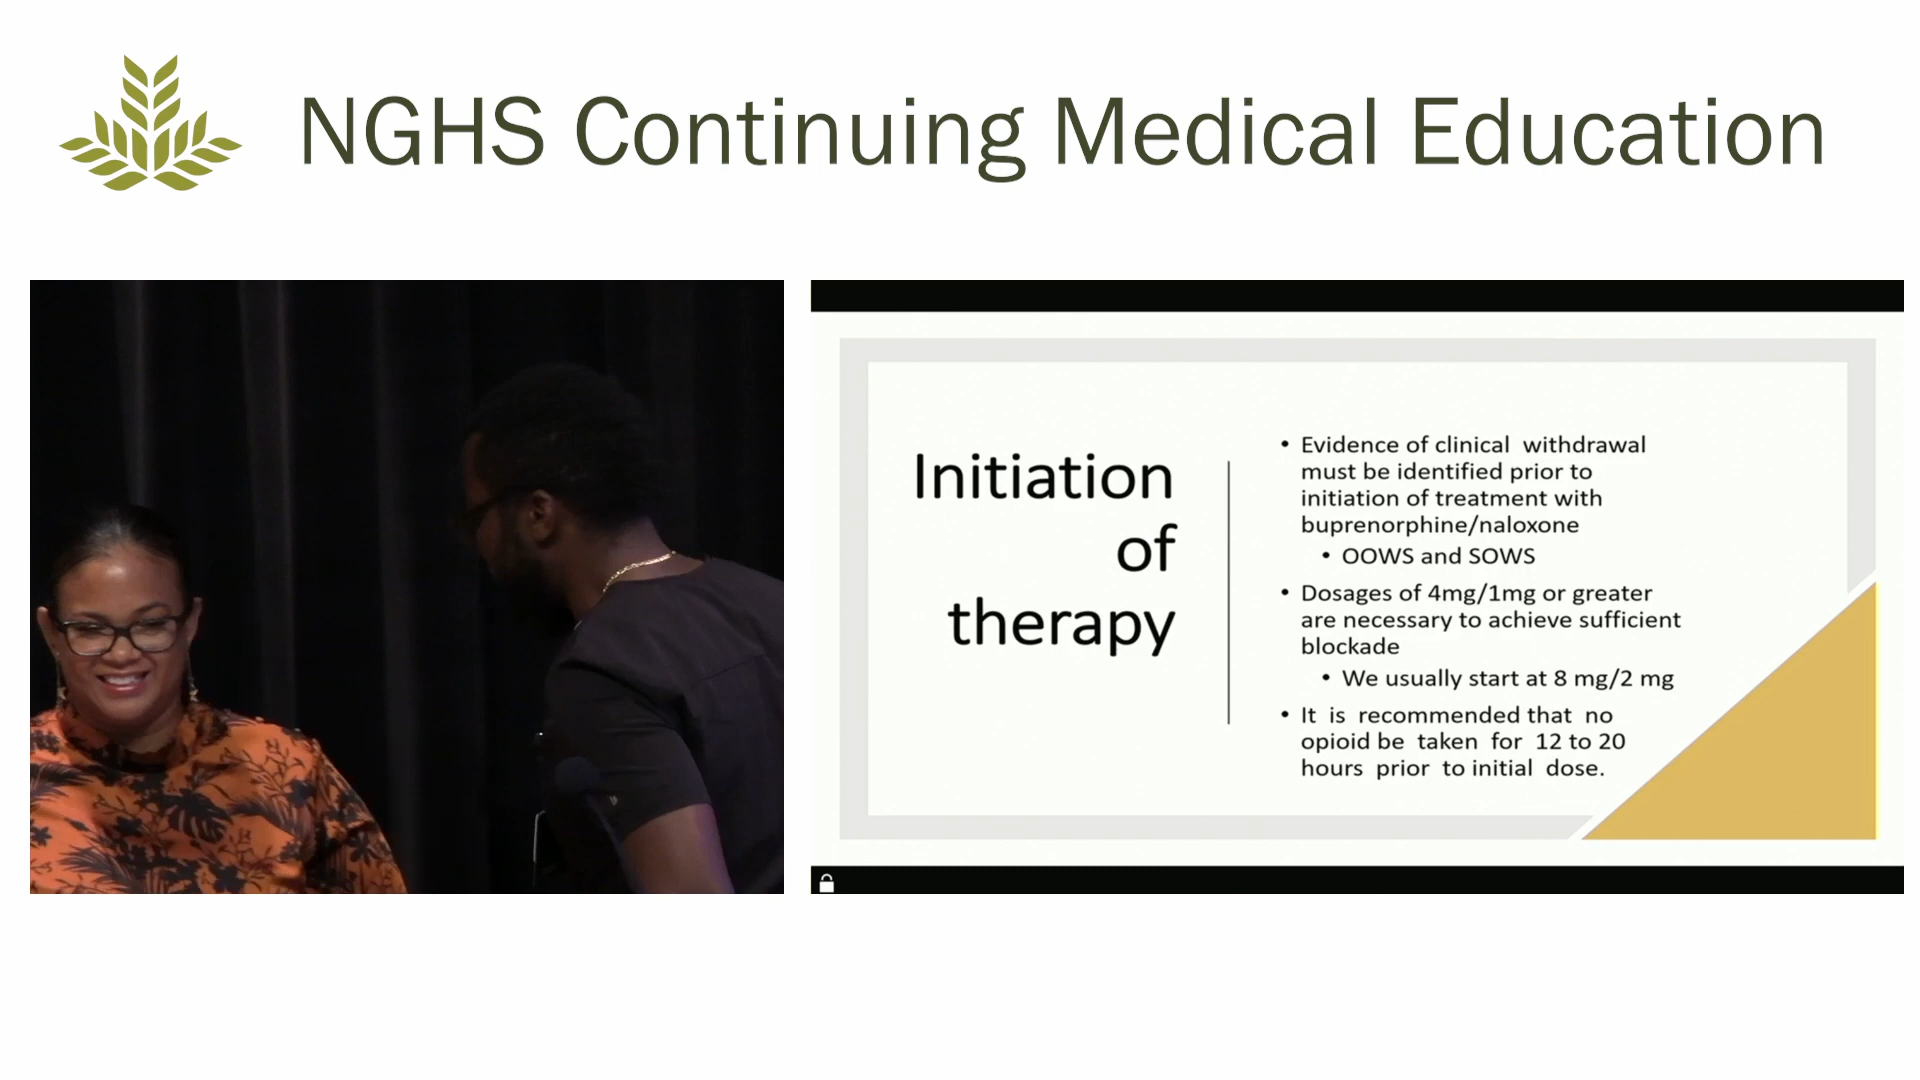 NGHS Continuing Medical Education
Initiation
of
therapy
• Evidence of clinical withdrawal
must be identified prior to
initiation of treatment with
buprenorphine/naloxone
• OOWS and SOWS
• Dosages of 4mg/1mg or greater
are necessary to achieve sufficient
blockade
• We usually start at 8 mg/2 mg
• It is recommended that no
opioid be taken for 12 to 20
hours prior to initial dose.